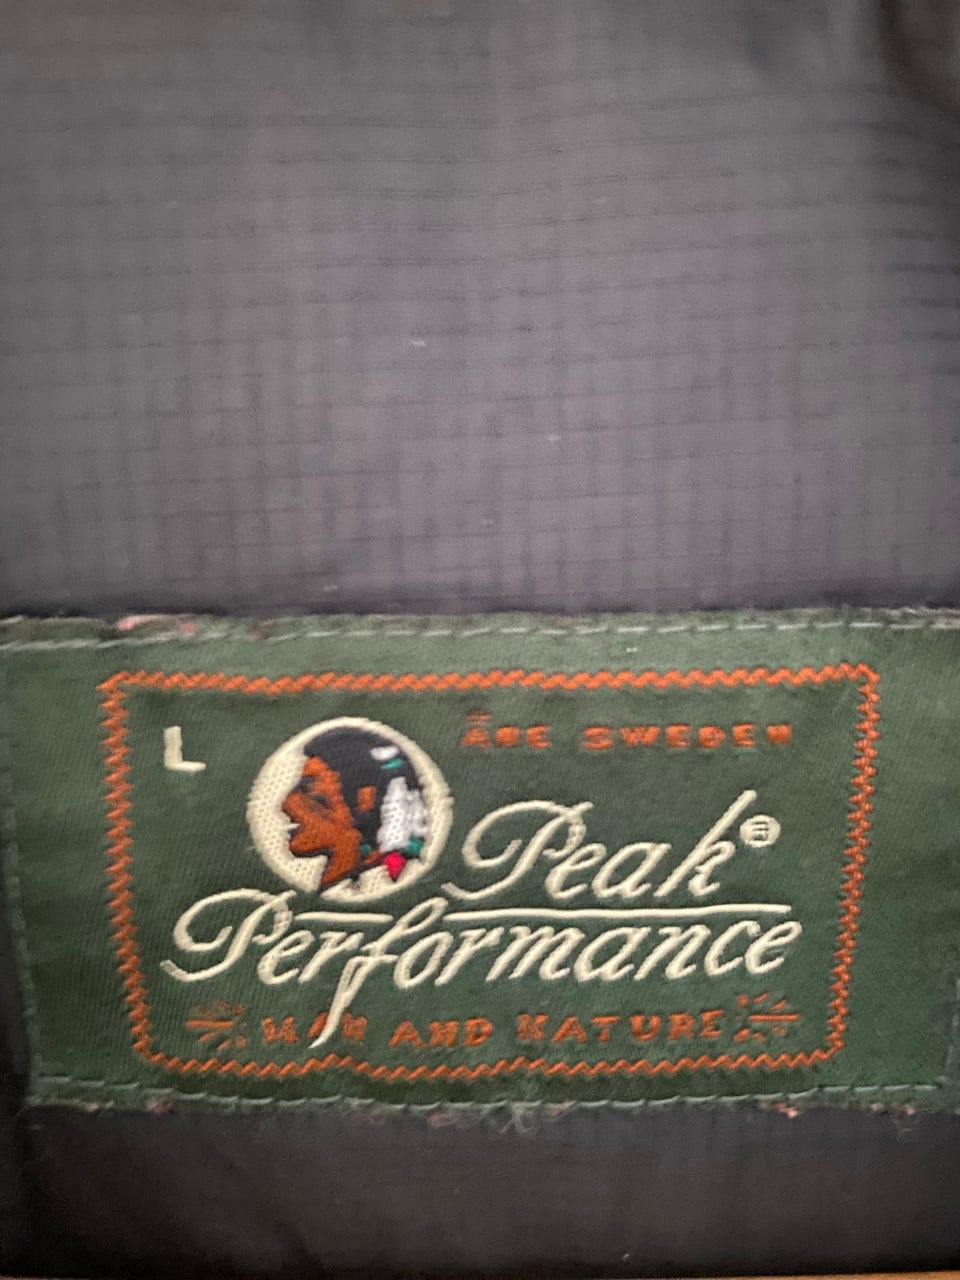 L
ÅRE SWEDEN
Peak®
Performance
MAN AND NATURE